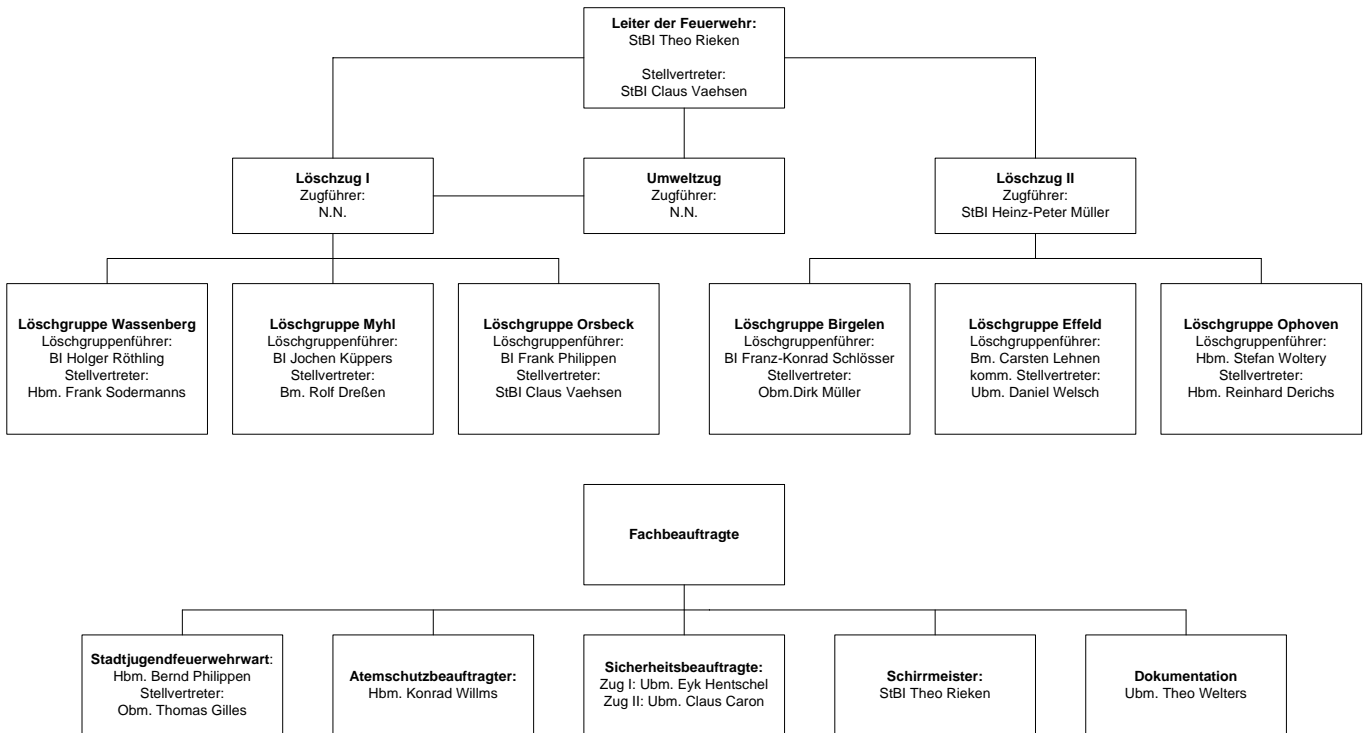 Leiter der Feuerwehr:
StBI Theo Rieken
Stellvertreter:
StBI Claus Vaehsen
Löschzug I
Zugführer:
N.N.
Umweltzug
N.N.
Löschzug II
Zugführer:
StBI Heinz-Peter Müller
Löschgruppe Wassenberg
Löschgruppenführer:
BI Holger Röthling
Stellvertreter:
Hbm. Frank Sodermanns
Löschgruppe Myhl
Löschgruppenführer:
BI Jochen Küppers
Stellvertreter:
Bm. Rolf Dreßen
Löschgruppe Orsbeck
Löschgruppenführer:
BI Frank Philippen
Stellvertreter:
StBI Claus Vaehsen
Löschgruppe Birgelen
Löschgruppenführer:
BI Franz-Konrad Schlösser
Stellvertreter:
Obm.Dirk Müller
Löschgruppe Effeld
Löschgruppenführer:
Bm. Carsten Lehnen
komm. Stellvertreter:
Ubm. Daniel Welsch
Löschgruppe Ophoven
Löschgruppenführer:
Hbm. Stefan Woltery
Stellvertreter:
Hbm. Reinhard Derichs
Fachbeauftragte
Stadtjugendfeuerwehrwart:
Hbm. Bernd Philippen
Stellvertreter:
Obm. Thomas Gilles
Atemschutzbeauftragter:
Hbm. Konrad Willms
Sicherheitsbeauftragte:
Zug I: Ubm. Eyk Hentschel
Zug II: Ubm. Claus Caron
Schirrmeister:
StBI Theo Rieken
Dokumentation
Ubm. Theo Welters